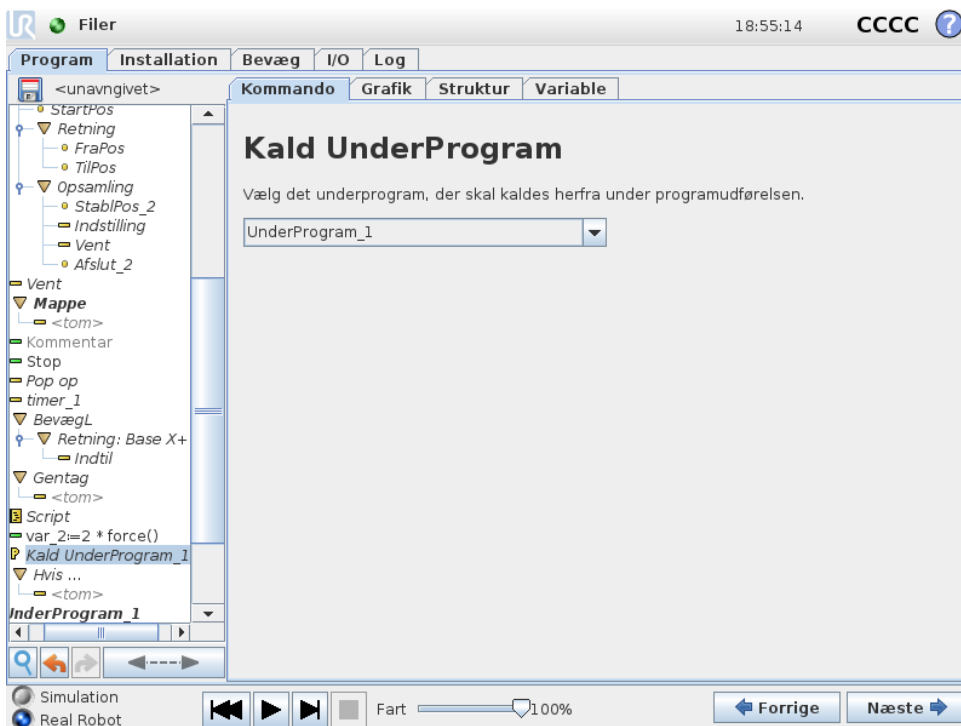 Filer 18:55:14 CCCC ?
Program Installation Bevæg I/O Log
<unavngivet> Kommando Grafik Struktur Variable
StartPos
Retning
FraPos
TilPos
Opsamling
StablPos_2
Indstilling
Vent
Afslut_2
Vent
Mappe
<tom>
Kommentar
Stop
Pop op
timer_1
BevægL
Retning: Base X+
Indtil
Gentag
<tom>
Script
var_2:=2 * force()
Kald UnderProgram_1
Hvis ...
<tom>
UnderProgram_1
Kald UnderProgram
Vælg det underprogram, der skal kaldes herfra under programudførelsen.
UnderProgram_1
Simulation
Real Robot
Fart 100%
Forrige Næste